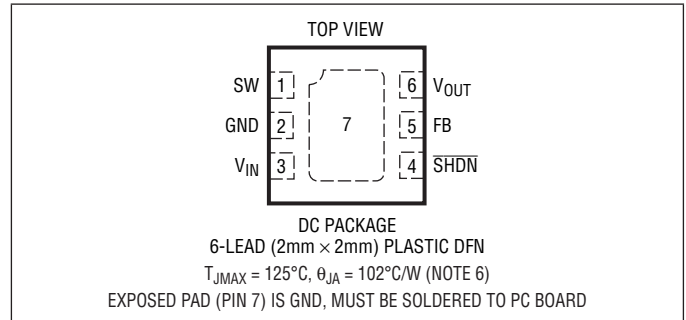 TOP VIEW
SW 1 6 VOUT
GND 2 7 5 FB
VIN 3 4 SHDN
DC PACKAGE
6-LEAD (2mm × 2mm) PLASTIC DFN
TJMAX = 125°C, θJA = 102°C/W (NOTE 6)
EXPOSED PAD (PIN 7) IS GND, MUST BE SOLDERED TO PC BOARD